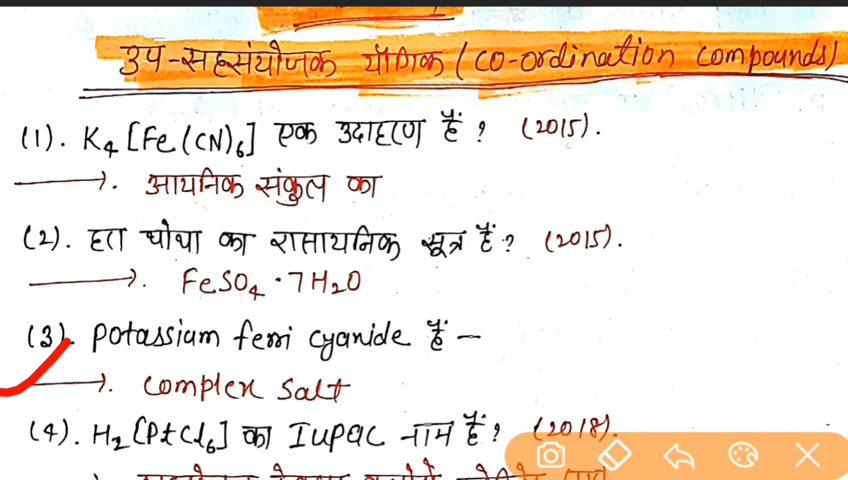 उप-सहसंयोजक यौगिक (co-ordination compounds)
(1). K₄[Fe(CN)₆] एक उदाहरण हैं? (2015).
→. आयनिक संकुल का
(2). हरा थोथा का रासायनिक सूत्र हैं? (2015).
→. FeSO₄·7H₂O
(3). potassium ferri cyanide हैं –
→. complex salt
(4). H₂[PtCl₆] का IUPAC नाम हैं? (2018).